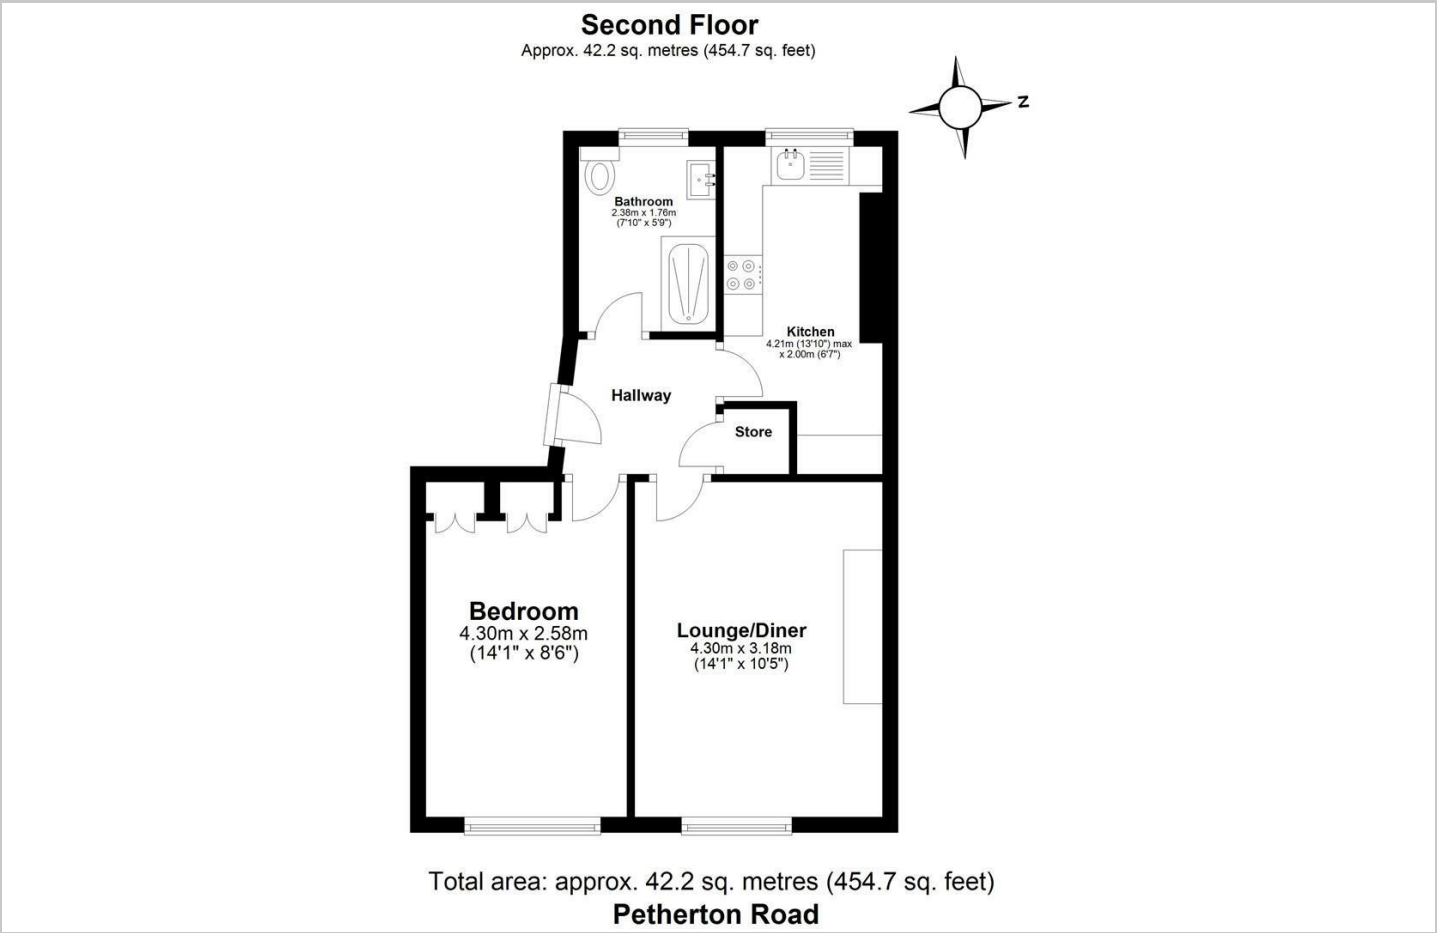 Second Floor
Approx. 42.2 sq. metres (454.7 sq. feet)
Z
Bathroom
2.38m x 1.76m
(7'10" x 5'9")
Kitchen
4.21m (13'10") max
x 2.00m (6'7")
Hallway
Store
Bedroom
4.30m x 2.58m
(14'1" x 8'6")
Lounge/Diner
4.30m x 3.18m
(14'1" x 10'5")
Total area: approx. 42.2 sq. metres (454.7 sq. feet)
Petherton Road